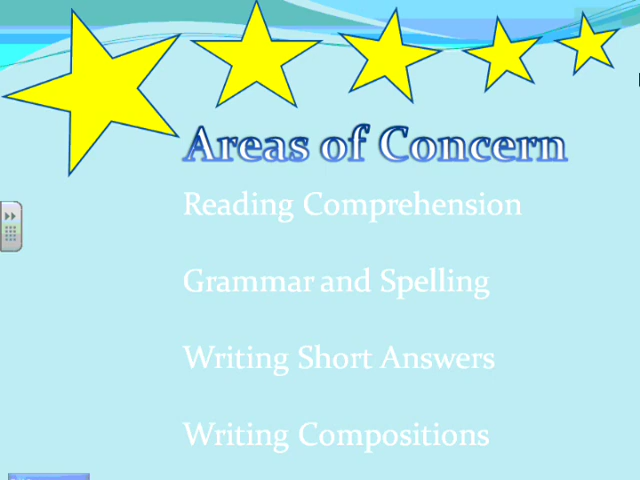 Areas of Concern
Reading Comprehension
Grammar and Spelling
Writing Short Answers
Writing Compositions